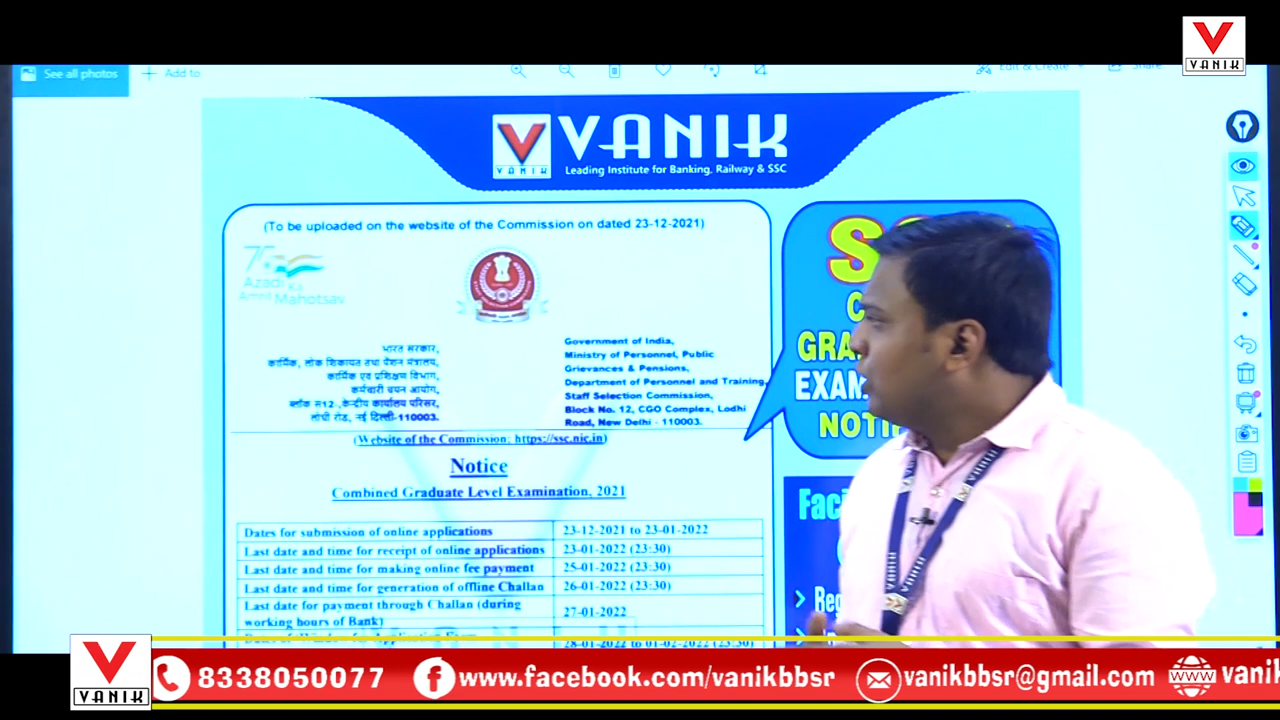 VANIK
See all photos
Add to
Edit & Create
Share
VANIK
VANIK
Leading Institute for Banking, Railway & SSC
(To be uploaded on the website of the Commission on dated 23-12-2021)
75
Azadi Ka
Amrit Mahotsav
भारत सरकार,
कार्मिक, लोक शिकायत तथा पेंशन मंत्रालय,
कार्मिक एवं प्रशिक्षण विभाग,
कर्मचारी चयन आयोग,
ब्लॉक सं12 ,केन्द्रीय कार्यालय परिसर,
लोधी रोड, नई दिल्ली-110003.
Government of India,
Ministry of Personnel, Public
Grievances & Pensions,
Department of Personnel and Training,
Staff Selection Commission,
Block No. 12, CGO Complex, Lodhi
Road, New Delhi - 110003.
(Website of the Commission: https://ssc.nic.in)
Notice
Combined Graduate Level Examination, 2021
Dates for submission of online applications 23-12-2021 to 23-01-2022
Last date and time for receipt of online applications 23-01-2022 (23:30)
Last date and time for making online fee payment 25-01-2022 (23:30)
Last date and time for generation of offline Challan 26-01-2022 (23:30)
Last date for payment through Challan (during
working hours of Bank) 27-01-2022
28-01-2022 to 01-02-2022 (23:30)
VANIK
8338050077
www.facebook.com/vanikbbsr
vanikbbsr@gmail.com
www